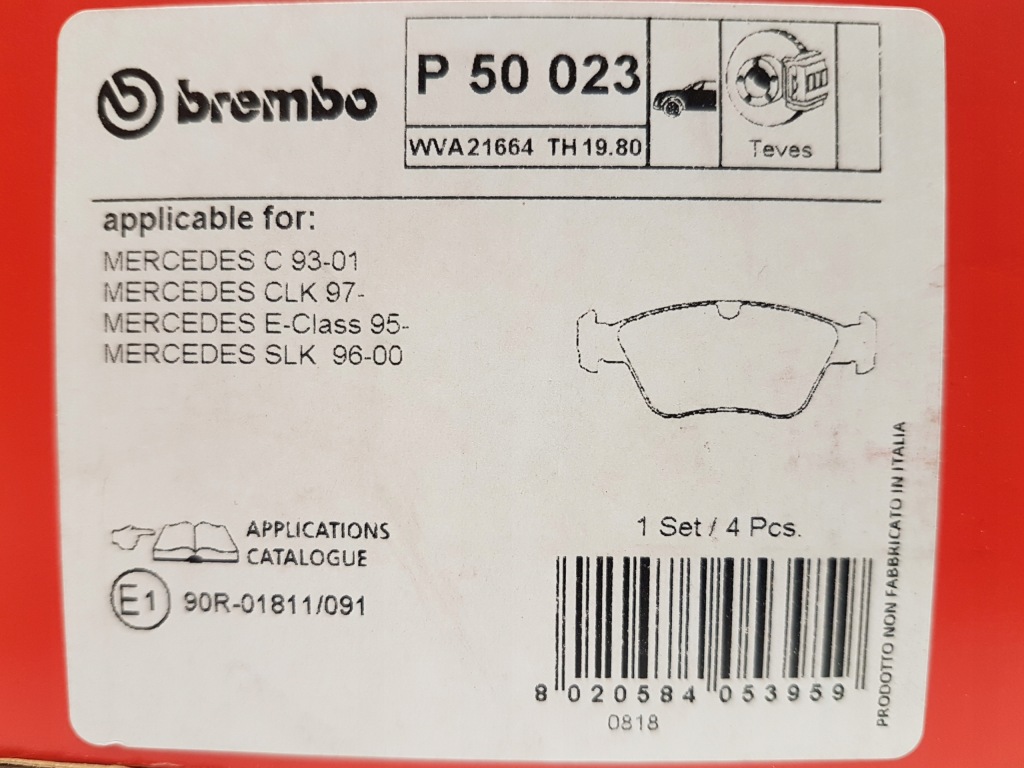 brembo
P 50 023
WVA 21664 TH 19.80
Teves
applicable for:
MERCEDES C 93-01
MERCEDES CLK 97-
MERCEDES E-Class 95-
MERCEDES SLK 96-00
APPLICATIONS
CATALOGUE
E1 90R-01811/091
1 Set / 4 Pcs.
8 020584 053959
0818
PRODOTTO NON FABBRICATO IN ITALIA